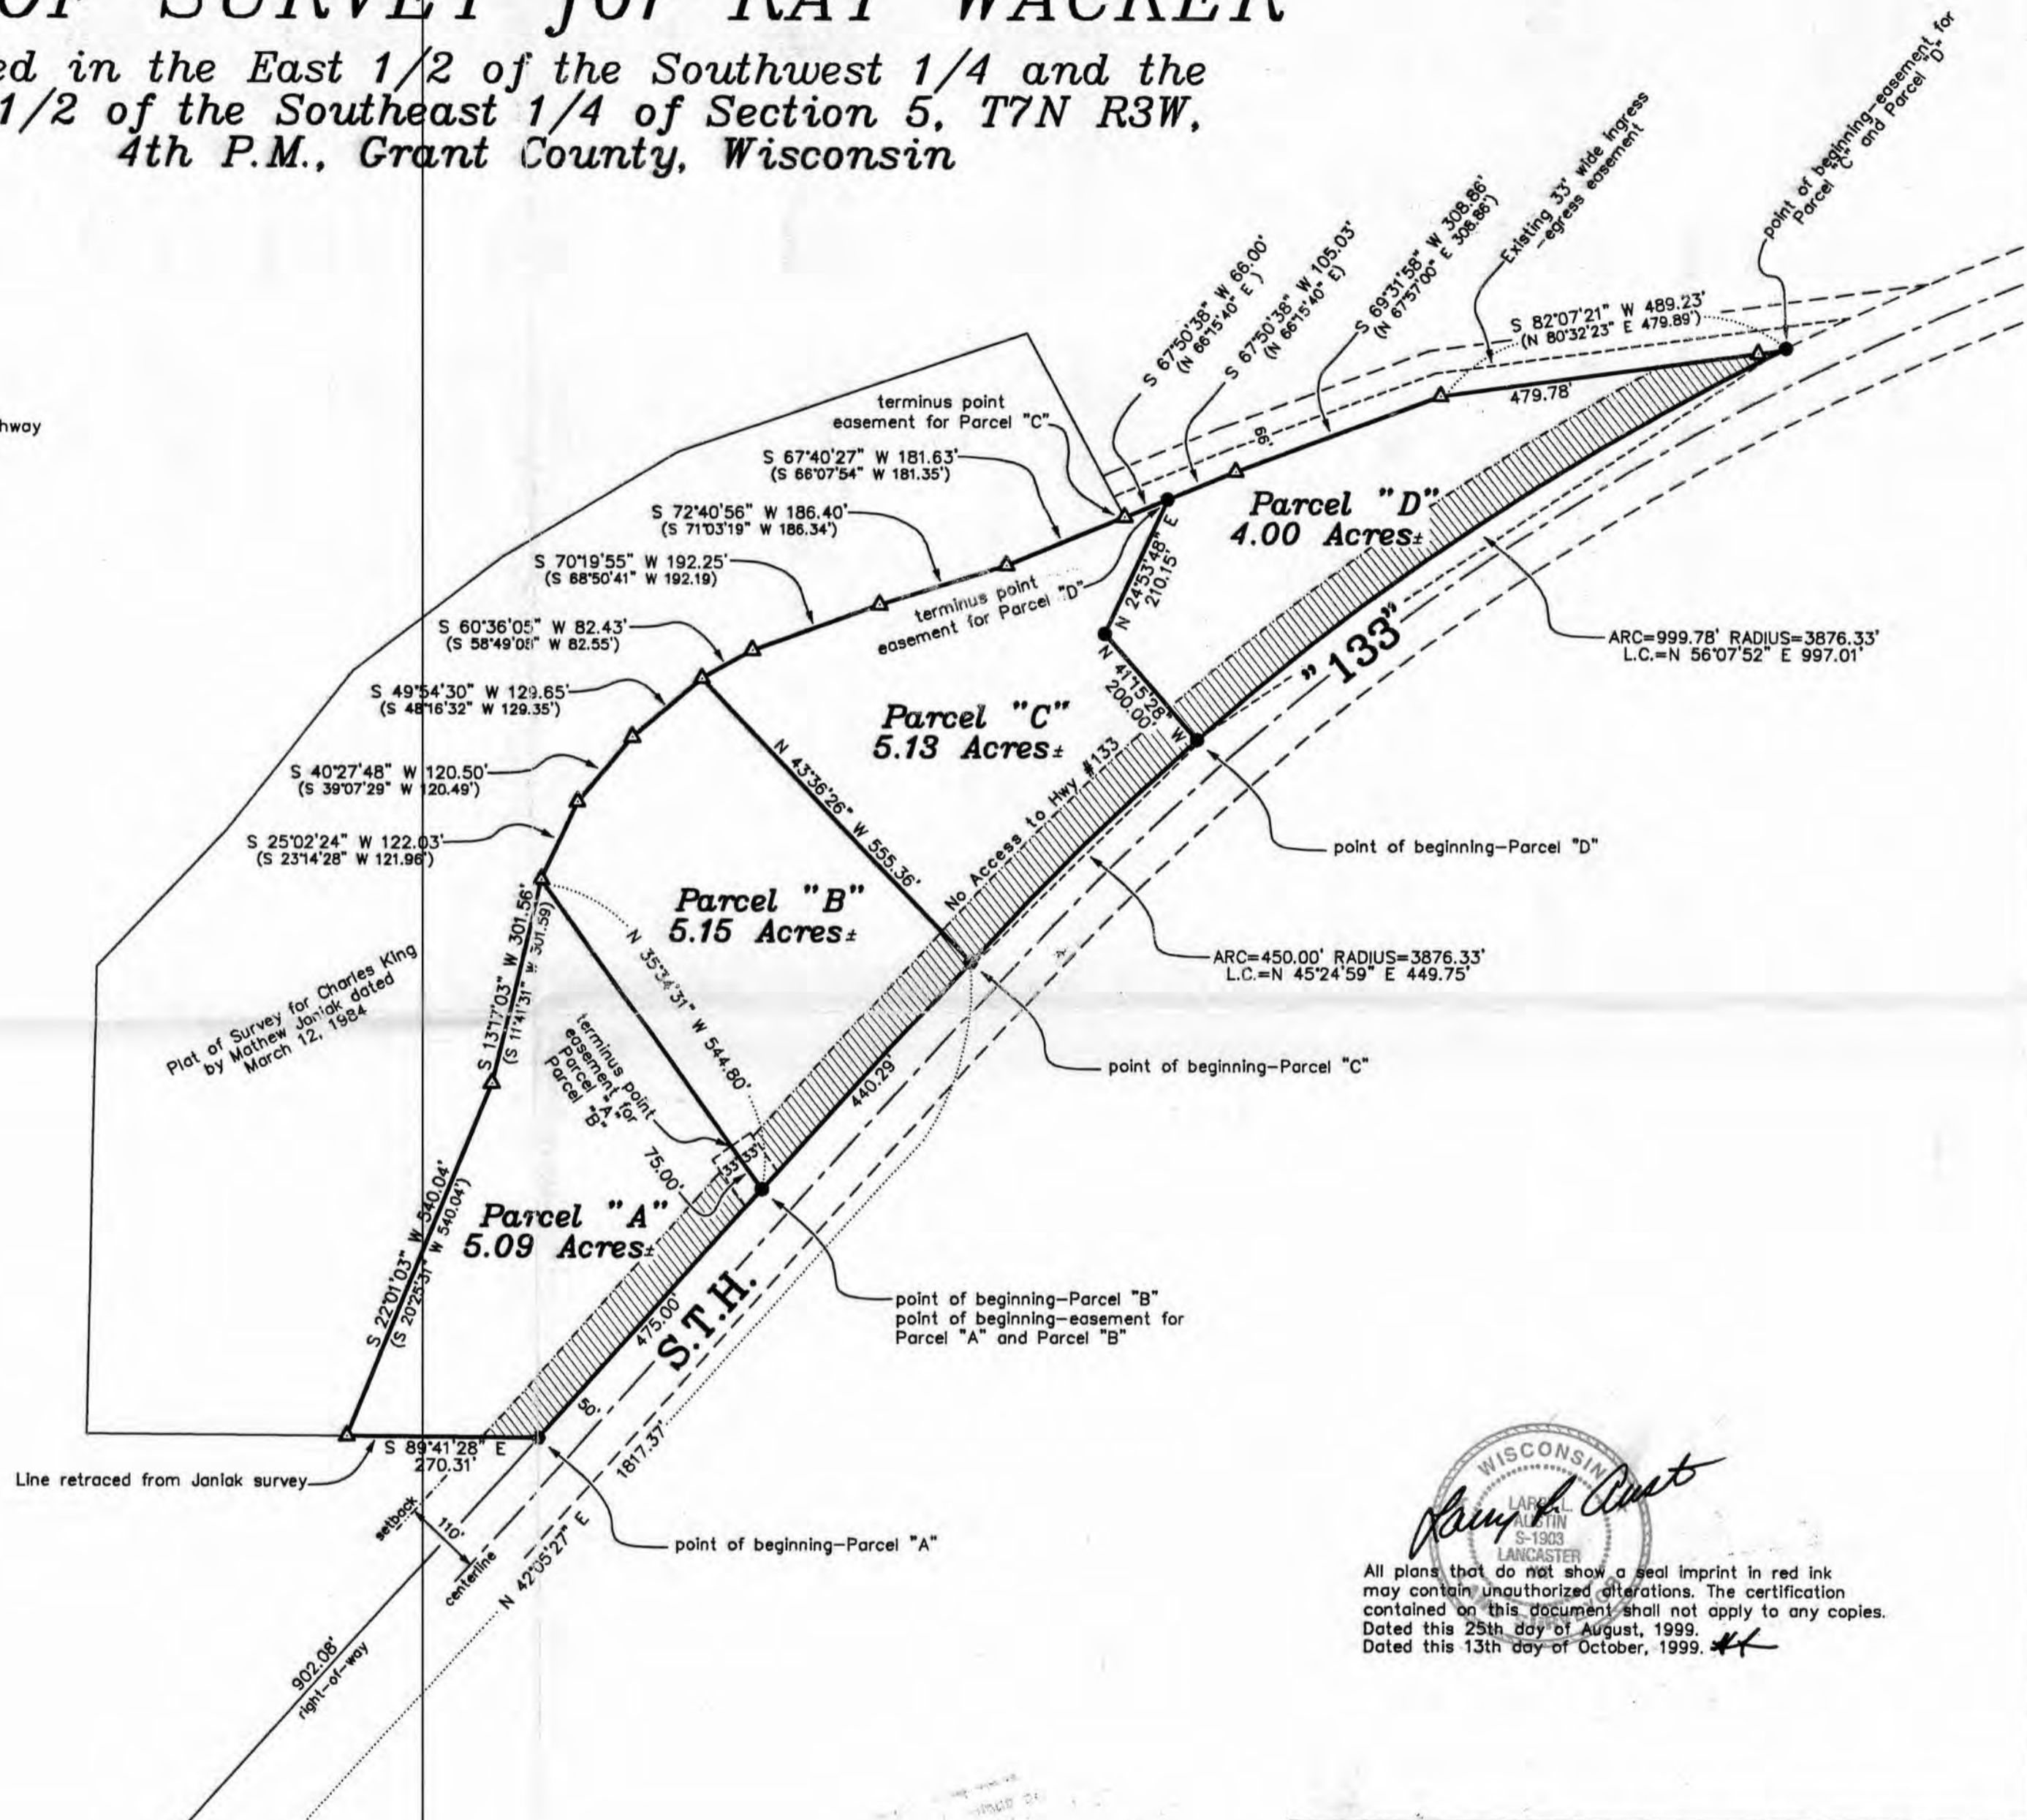 OF SURVEY for RAY WACKER
ed in the East 1/2 of the Southwest 1/4 and the
1/2 of the Southeast 1/4 of Section 5, T7N R3W,
4th P.M., Grant County, Wisconsin
hway
point of beginning-easement for
Parcel "C" and Parcel "D"
Existing 33' wide ingress
-egress easement
S 82°07'21" W 489.23'
(N 80°32'23" E 479.89')
479.78'
S 69°31'58" W 308.86'
(N 67°57'00" E 308.86')
S 67°50'38" W 105.03'
(N 66°15'40" E)
S 67°50'38" W 66.00'
(N 66°15'40" E )
66'
terminus point
easement for Parcel "C"
S 67°40'27" W 181.63'
(S 66°07'54" W 181.35')
S 72°40'56" W 186.40'
(S 71°03'19" W 186.34')
S 70°19'55" W 192.25'
(S 68°50'41" W 192.19)
S 60°36'05" W 82.43'
(S 58°49'08" W 82.55')
S 49°54'30" W 129.65'
(S 48°16'32" W 129.35')
S 40°27'48" W 120.50'
(S 39°07'29" W 120.49')
S 25°02'24" W 122.03'
(S 23°14'28" W 121.96')
terminus point
easement for Parcel "D"
Parcel "D"
4.00 Acres±
N 24°53'48" E
210.15'
N 41°15'28" W
200.00'
"133"
ARC=999.78' RADIUS=3876.33'
L.C.=N 56°07'52" E 997.01'
Parcel "C"
5.13 Acres±
N 43°36'26" W 555.36'
No Access to Hwy #133
point of beginning-Parcel "D"
Parcel "B"
5.15 Acres±
ARC=450.00' RADIUS=3876.33'
L.C.=N 45°24'59" E 449.75'
N 35°34'31" W 544.80'
S 13°17'03" W 301.56'
(S 11°41'31" W 301.59)
Plat of Survey for Charles King
by Mathew Janiak dated
March 12, 1984
terminus point
easement for
Parcel "A"
Parcel "B"
440.29'
point of beginning-Parcel "C"
33' 33'
75.00'
Parcel "A"
5.09 Acres±
S 22°01'03" W 540.04'
(S 20°25'31" W 540.04')
475.00'
S.T.H.
point of beginning-Parcel "B"
point of beginning-easement for
Parcel "A" and Parcel "B"
50'
S 89°41'28" E
270.31'
Line retraced from Janiak survey
1817.37'
N 42°05'27" E
setback
110'
centerline
point of beginning-Parcel "A"
902.08'
right-of-way
WISCONSIN
LARRY L.
AUSTIN
S-1903
LANCASTER
LAND SURVEYOR
Larry L Aust
All plans that do not show a seal imprint in red ink
may contain unauthorized alterations. The certification
contained on this document shall not apply to any copies.
Dated this 25th day of August, 1999.
Dated this 13th day of October, 1999.